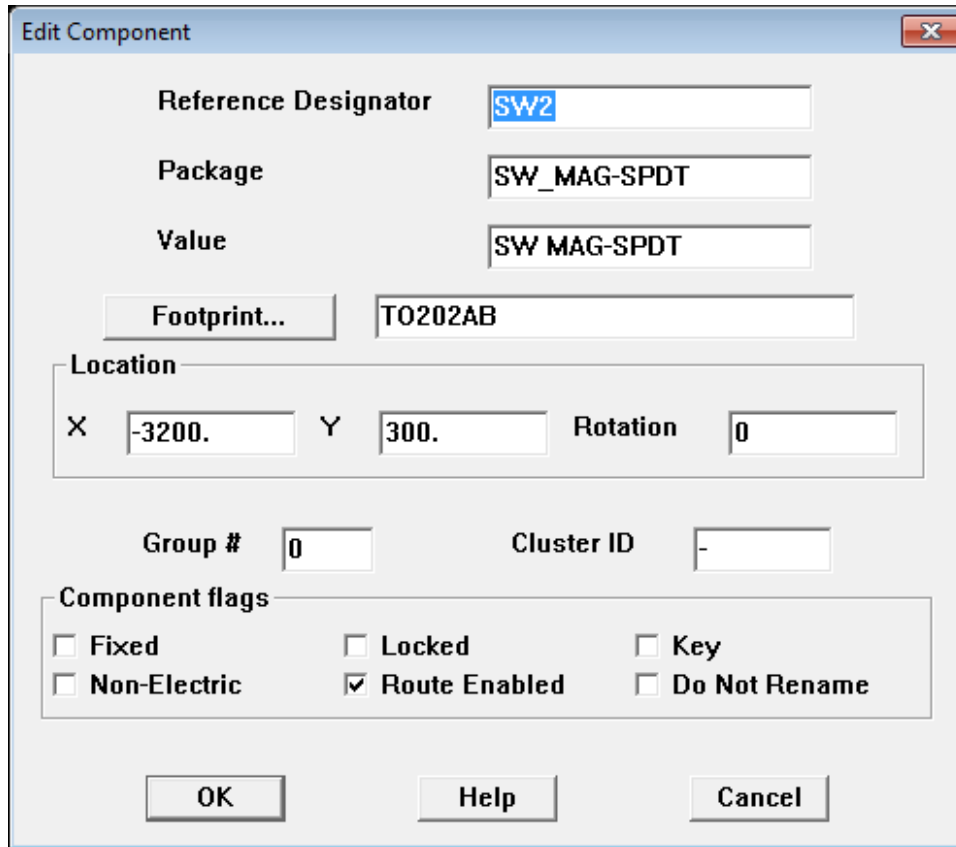 Edit Component
Reference Designator SW2
Package SW_MAG-SPDT
Value SW MAG-SPDT
Footprint... TO202AB
Location
X -3200. Y 300. Rotation 0
Group # 0 Cluster ID -
Component flags
Fixed Locked Key
Non-Electric Route Enabled Do Not Rename
OK Help Cancel